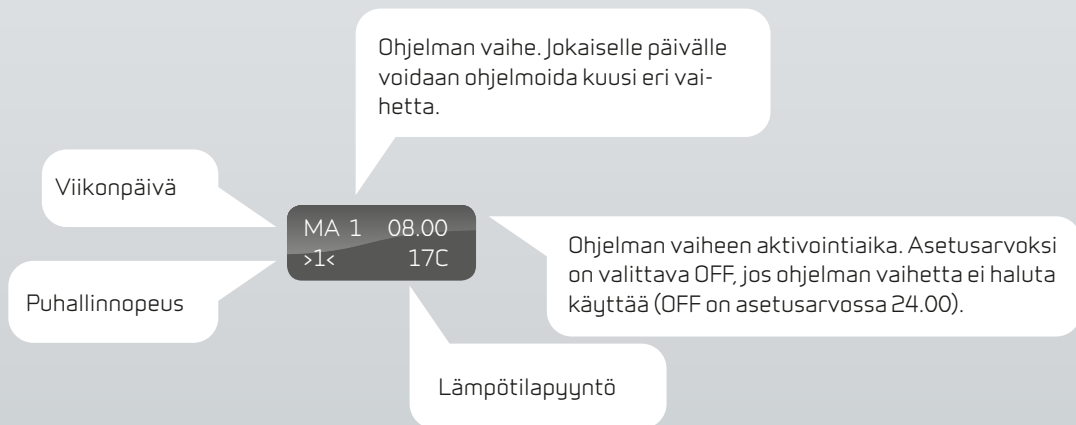 Ohjelman vaihe. Jokaiselle päivälle
voidaan ohjelmoida kuusi eri vai-
hetta.
Viikonpäivä
MA 1 08.00
>1< 17C
Ohjelman vaiheen aktivointiaika. Asetusarvoksi
on valittava OFF, jos ohjelman vaihetta ei haluta
käyttää (OFF on asetusarvossa 24.00).
Puhallinnopeus
Lämpötilapyyntö